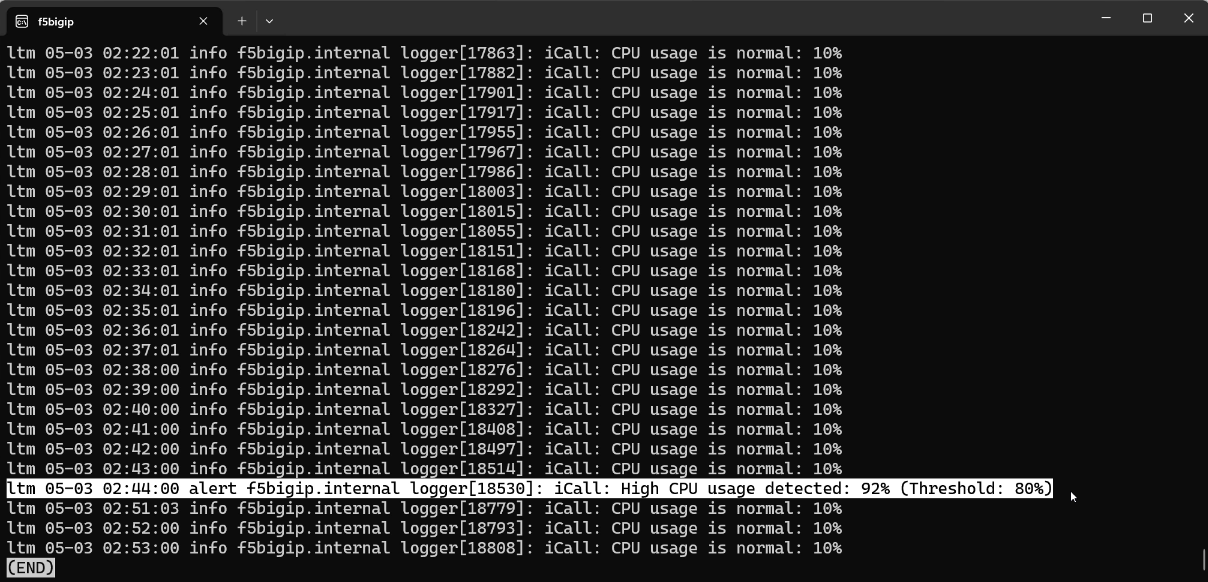 f5bigip
ltm 05-03 02:22:01 info f5bigip.internal logger[17863]: iCall: CPU usage is normal: 10%
ltm 05-03 02:23:01 info f5bigip.internal logger[17882]: iCall: CPU usage is normal: 10%
ltm 05-03 02:24:01 info f5bigip.internal logger[17901]: iCall: CPU usage is normal: 10%
ltm 05-03 02:25:01 info f5bigip.internal logger[17917]: iCall: CPU usage is normal: 10%
ltm 05-03 02:26:01 info f5bigip.internal logger[17955]: iCall: CPU usage is normal: 10%
ltm 05-03 02:27:01 info f5bigip.internal logger[17967]: iCall: CPU usage is normal: 10%
ltm 05-03 02:28:01 info f5bigip.internal logger[17986]: iCall: CPU usage is normal: 10%
ltm 05-03 02:29:01 info f5bigip.internal logger[18003]: iCall: CPU usage is normal: 10%
ltm 05-03 02:30:01 info f5bigip.internal logger[18015]: iCall: CPU usage is normal: 10%
ltm 05-03 02:31:01 info f5bigip.internal logger[18055]: iCall: CPU usage is normal: 10%
ltm 05-03 02:32:01 info f5bigip.internal logger[18151]: iCall: CPU usage is normal: 10%
ltm 05-03 02:33:01 info f5bigip.internal logger[18168]: iCall: CPU usage is normal: 10%
ltm 05-03 02:34:01 info f5bigip.internal logger[18180]: iCall: CPU usage is normal: 10%
ltm 05-03 02:35:01 info f5bigip.internal logger[18196]: iCall: CPU usage is normal: 10%
ltm 05-03 02:36:01 info f5bigip.internal logger[18242]: iCall: CPU usage is normal: 10%
ltm 05-03 02:37:01 info f5bigip.internal logger[18264]: iCall: CPU usage is normal: 10%
ltm 05-03 02:38:00 info f5bigip.internal logger[18276]: iCall: CPU usage is normal: 10%
ltm 05-03 02:39:00 info f5bigip.internal logger[18292]: iCall: CPU usage is normal: 10%
ltm 05-03 02:40:00 info f5bigip.internal logger[18327]: iCall: CPU usage is normal: 10%
ltm 05-03 02:41:00 info f5bigip.internal logger[18408]: iCall: CPU usage is normal: 10%
ltm 05-03 02:42:00 info f5bigip.internal logger[18497]: iCall: CPU usage is normal: 10%
ltm 05-03 02:43:00 info f5bigip.internal logger[18514]: iCall: CPU usage is normal: 10%
ltm 05-03 02:44:00 alert f5bigip.internal logger[18530]: iCall: High CPU usage detected: 92% (Threshold: 80%)
ltm 05-03 02:51:03 info f5bigip.internal logger[18779]: iCall: CPU usage is normal: 10%
ltm 05-03 02:52:00 info f5bigip.internal logger[18793]: iCall: CPU usage is normal: 10%
ltm 05-03 02:53:00 info f5bigip.internal logger[18808]: iCall: CPU usage is normal: 10%
(END)